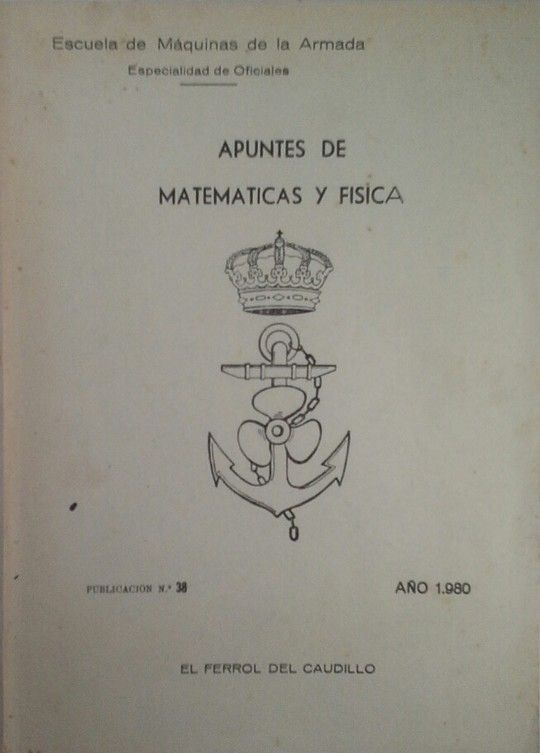 Escuela de Máquinas de la Armada
Especialidad de Oficiales
APUNTES DE
MATEMATICAS Y FISICA
PUBLICACION N.º 38
AÑO 1.980
EL FERROL DEL CAUDILLO